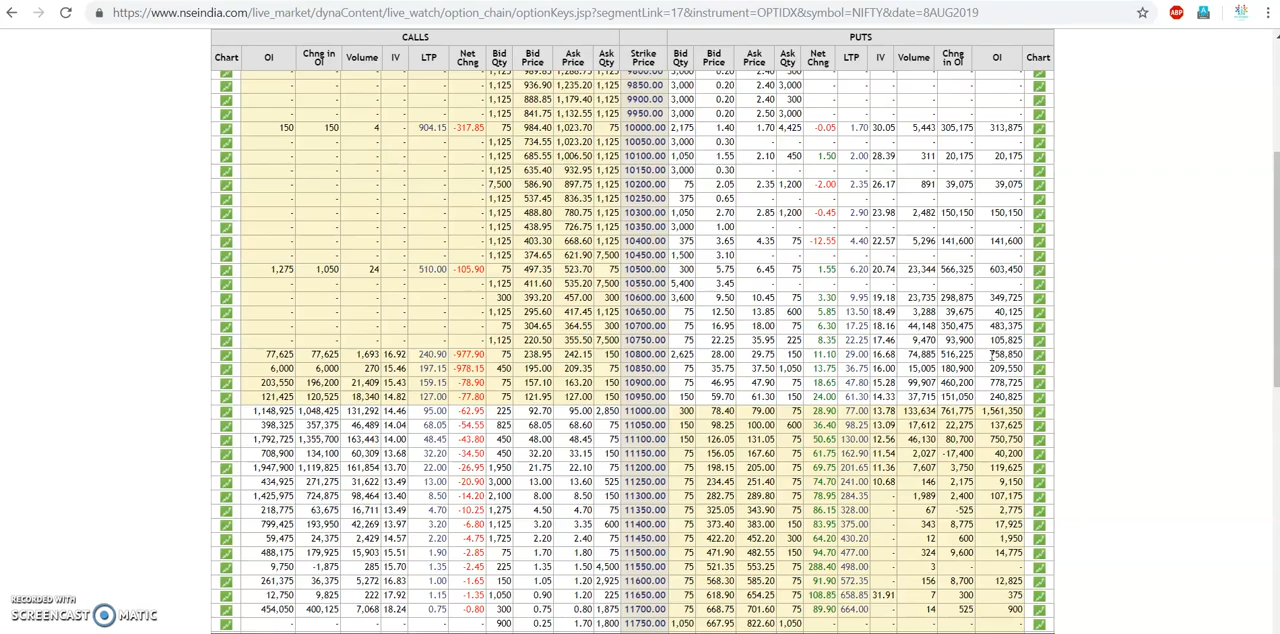 https://www.nseindia.com/live_market/dynaContent/live_watch/option_chain/optionKeys.jsp?segmentLink=17&instrument=OPTIDX&symbol=NIFTY&date=8AUG2019
CALLS PUTS
Chart OI Chng in OI Volume IV LTP Net Chng Bid Qty Bid Price Ask Price Ask Qty Strike Price Bid Qty Bid Price Ask Price Ask Qty Net Chng LTP IV Volume Chng in OI OI Chart
- - - - - - 1,125 989.85 1,288.75 1,125 9800.00 3,000 0.20 2.40 300 - - - - - -
- - - - - - 1,125 936.90 1,235.20 1,125 9850.00 3,000 0.20 2.40 3,000 - - - - - -
- - - - - - 1,125 888.85 1,179.40 1,125 9900.00 3,000 0.20 2.40 300 - - - - - -
- - - - - - 1,125 841.75 1,132.55 1,125 9950.00 3,000 0.20 2.50 3,000 - - - - - -
150 150 4 - 904.15 -317.85 75 984.40 1,023.70 75 10000.00 2,175 1.40 1.70 4,425 -0.05 1.70 30.05 5,443 305,175 313,875
- - - - - - 1,125 734.55 1,023.20 1,125 10050.00 3,000 0.30 - - - - - - - -
- - - - - - 1,125 685.55 1,006.50 1,125 10100.00 1,050 1.55 2.10 450 1.50 2.00 28.39 311 20,175 20,175
- - - - - - 1,125 635.40 932.95 1,125 10150.00 3,000 0.30 - - - - - - - -
- - - - - - 7,500 586.90 897.75 1,125 10200.00 75 2.05 2.35 1,200 -2.00 2.35 26.17 891 39,075 39,075
- - - - - - 1,125 537.45 836.35 1,125 10250.00 375 0.65 - - - - - - - -
- - - - - - 1,125 488.80 780.75 1,125 10300.00 1,050 2.70 2.85 1,200 -0.45 2.90 23.98 2,482 150,150 150,150
- - - - - - 1,125 438.95 726.75 1,125 10350.00 3,000 1.00 - - - - - - - -
- - - - - - 1,125 403.30 668.60 1,125 10400.00 375 3.65 4.35 75 -12.55 4.40 22.57 5,296 141,600 141,600
- - - - - - 1,125 374.65 621.90 7,500 10450.00 1,500 3.10 - - - - - - - -
1,275 1,050 24 - 510.00 -105.90 75 497.35 523.70 75 10500.00 300 5.75 6.45 75 1.55 6.20 20.74 23,344 566,325 603,450
- - - - - - 1,125 411.60 535.20 7,500 10550.00 5,400 3.45 - - - - - - - -
- - - - - - 300 393.20 457.00 300 10600.00 3,600 9.50 10.45 75 3.30 9.95 19.18 23,735 298,875 349,725
- - - - - - 1,125 295.60 417.45 1,125 10650.00 75 12.50 13.85 600 5.85 13.50 18.49 3,288 39,675 40,125
- - - - - - 75 304.65 364.55 300 10700.00 75 16.95 18.00 75 6.30 17.25 18.16 44,148 350,475 483,375
- - - - - - 1,125 220.50 355.50 7,500 10750.00 75 22.25 35.95 225 8.35 22.25 17.46 9,470 93,900 105,825
77,625 77,625 1,693 16.92 240.90 -977.90 75 238.95 242.15 150 10800.00 2,625 28.00 29.75 150 11.10 29.00 16.68 74,885 516,225 758,850
6,000 6,000 270 15.46 197.15 -978.15 450 195.00 209.35 75 10850.00 75 35.75 37.50 1,050 13.75 36.75 16.00 15,005 180,900 209,550
203,550 196,200 21,409 15.43 159.15 -78.90 150 157.10 163.20 150 10900.00 75 46.95 47.90 75 18.65 47.80 15.28 99,907 460,200 778,725
121,425 120,525 18,340 14.82 127.00 -77.80 150 121.95 127.00 150 10950.00 150 59.70 61.30 150 24.00 61.30 14.33 37,715 151,050 240,825
1,148,925 1,048,425 131,292 14.46 95.00 -62.95 225 92.70 95.00 2,850 11000.00 300 78.40 79.00 75 28.90 77.00 13.78 133,634 761,775 1,561,350
398,325 357,375 46,489 14.04 68.05 -54.55 825 68.05 68.60 75 11050.00 150 98.25 100.00 600 36.40 98.25 13.09 17,612 22,275 137,625
1,792,725 1,355,700 163,443 14.00 48.45 -43.80 450 48.00 48.45 75 11100.00 150 126.05 131.05 75 50.65 130.00 12.56 46,130 80,700 750,750
708,900 134,100 60,309 13.68 32.20 -34.50 450 32.20 33.15 150 11150.00 75 156.05 167.60 75 61.75 162.90 11.54 2,027 -17,400 40,200
1,947,900 1,119,825 161,854 13.70 22.00 -26.95 1,950 21.75 22.10 75 11200.00 75 198.15 205.00 75 69.75 201.65 11.36 7,607 3,750 119,625
434,925 271,275 31,622 13.49 13.00 -20.90 3,000 13.00 13.60 525 11250.00 75 234.45 251.40 75 74.70 241.00 10.68 146 2,175 9,150
1,425,975 724,875 98,464 13.40 8.50 -14.20 2,100 8.00 8.50 150 11300.00 75 282.75 289.80 75 78.95 284.35 - 1,989 2,400 107,175
218,775 63,675 16,711 13.49 4.70 -10.25 1,275 4.50 4.70 75 11350.00 75 325.05 343.90 75 86.15 328.00 - 67 -525 2,775
799,425 193,950 42,269 13.97 3.20 -6.80 1,125 3.20 3.35 600 11400.00 75 373.40 383.00 150 83.95 375.00 - 343 8,775 17,925
59,475 24,375 2,429 14.57 2.20 -4.75 1,725 2.20 2.40 75 11450.00 75 422.20 452.20 300 64.20 430.20 - 12 600 1,950
488,175 179,925 15,903 15.51 1.90 -2.85 75 1.70 1.80 75 11500.00 75 471.90 482.55 150 94.70 477.00 - 324 9,600 14,775
9,750 -1,875 285 15.70 1.35 -2.45 225 1.35 1.50 4,500 11550.00 75 521.35 553.25 75 288.40 498.00 - 3 - -
261,375 36,375 5,272 16.83 1.00 -1.65 150 1.05 1.20 2,925 11600.00 75 568.30 585.20 75 91.90 572.35 - 156 8,700 12,825
12,750 9,825 222 17.92 1.15 -1.35 1,050 0.90 1.20 225 11650.00 75 618.90 654.25 75 108.85 658.85 31.91 7 300 375
454,050 400,125 7,068 18.24 0.75 -0.80 300 0.75 0.80 1,875 11700.00 75 - 701.60 75 89.90 664.00 - 14 525 900
- - - - - - 900 0.25 1.70 1,800 11750.00 1,050 667.95 822.60 1,050 - - - - - -
RECORDED WITH
SCREENCAST MATIC